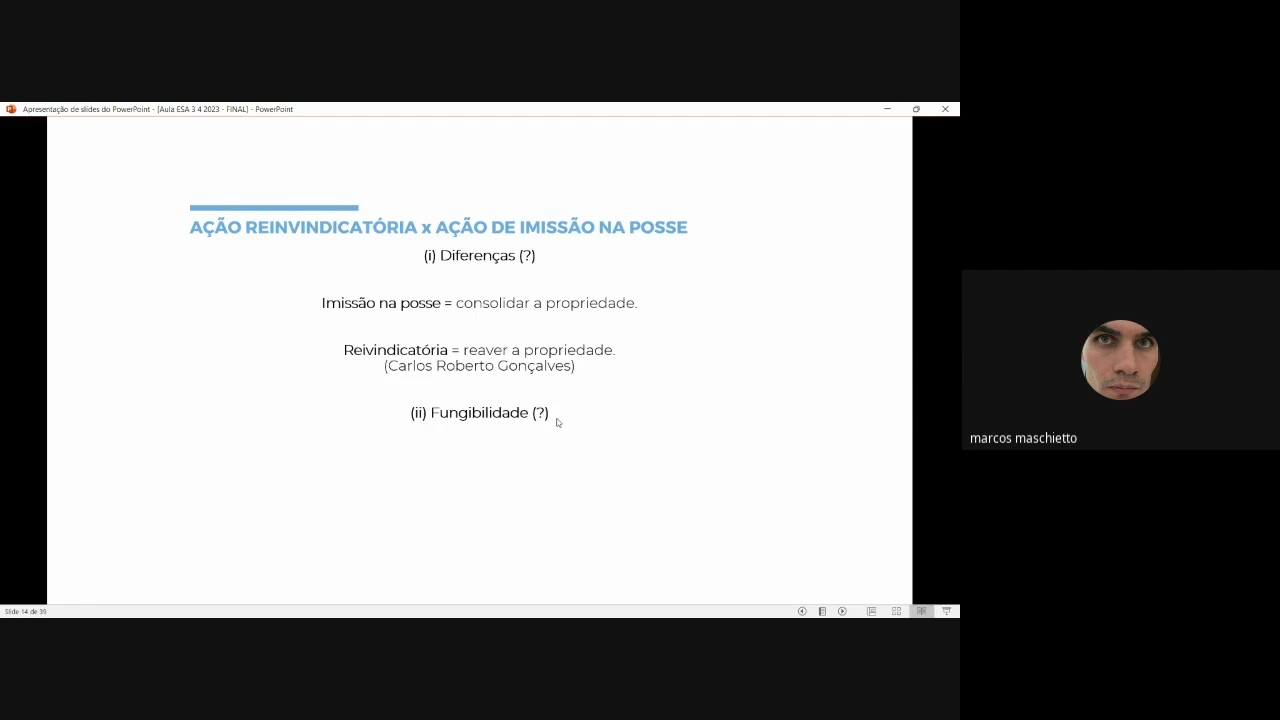 Apresentação de slides do PowerPoint - [Aula ESA 3 4 2023 - FINAL] - PowerPoint
AÇÃO REINVINDICATÓRIA x AÇÃO DE IMISSÃO NA POSSE
(i) Diferenças (?)
Imissão na posse = consolidar a propriedade.
Reivindicatória = reaver a propriedade.
(Carlos Roberto Gonçalves)
(ii) Fungibilidade (?)
marcos maschietto
Slide 14 de 39